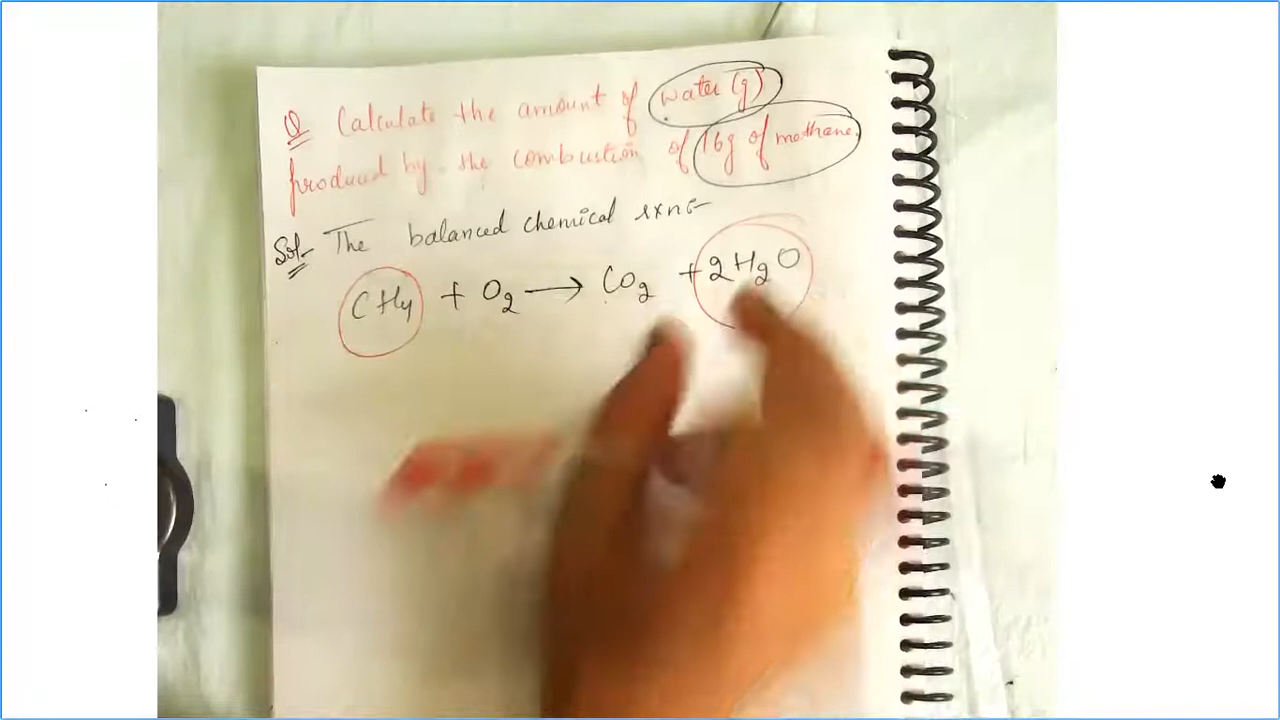 Q Calculate the amount of water (g)
produced by the combustion of 16g of methane.
Sol- The balanced chemical rxn:-
CH4 + O2 → CO2 + 2H2O